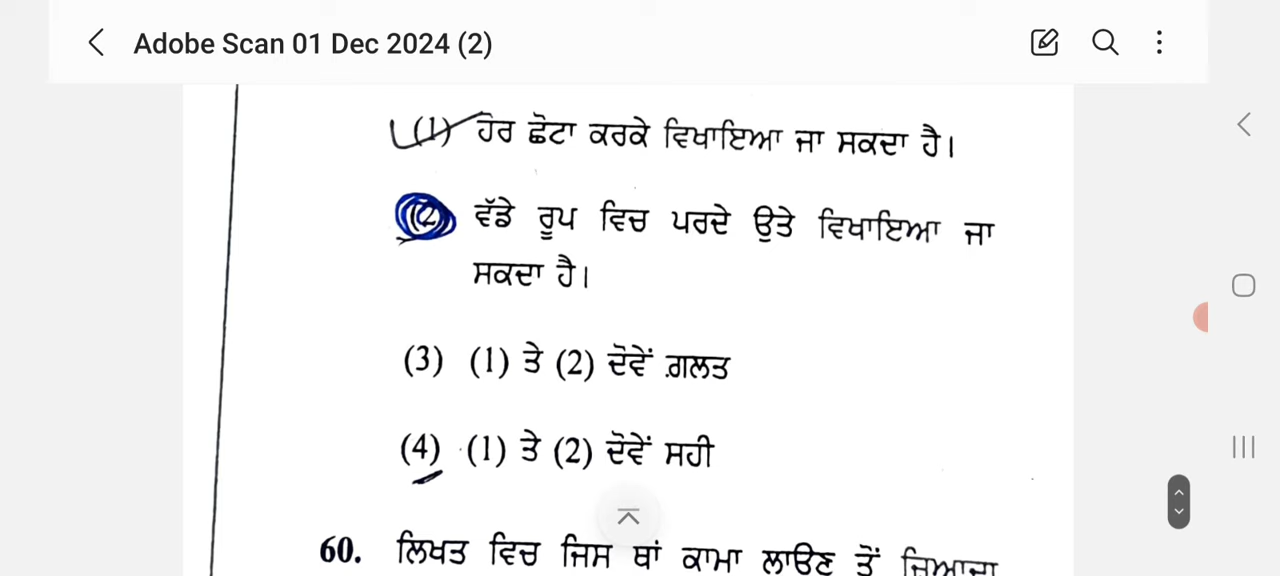 Adobe Scan 01 Dec 2024 (2)
(1) ਹੋਰ ਛੋਟਾ ਕਰਕੇ ਵਿਖਾਇਆ ਜਾ ਸਕਦਾ ਹੈ।
(2) ਵੱਡੇ ਰੂਪ ਵਿਚ ਪਰਦੇ ਉਤੇ ਵਿਖਾਇਆ ਜਾ
ਸਕਦਾ ਹੈ।
(3) (1) ਤੇ (2) ਦੋਵੇਂ ਗ਼ਲਤ
(4) (1) ਤੇ (2) ਦੋਵੇਂ ਸਹੀ
60. ਲਿਖਤ ਵਿਚ ਜਿਸ ਥਾਂ ਕਾਮਾ ਲਾਉਣ ਤੋਂ ਜ਼ਿਆਦਾ